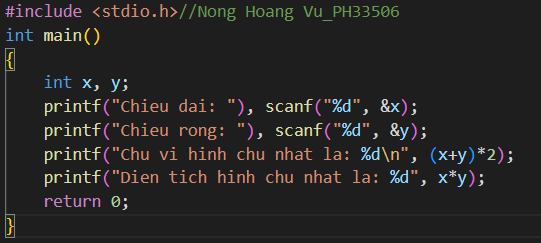 #include <stdio.h>//Nong Hoang Vu_PH33506
int main()
{
    int x, y;
    printf("Chieu dai: "), scanf("%d", &x);
    printf("Chieu rong: "), scanf("%d", &y);
    printf("Chu vi hinh chu nhat la: %d\n", (x+y)*2);
    printf("Dien tich hinh chu nhat la: %d", x*y);
    return 0;
}